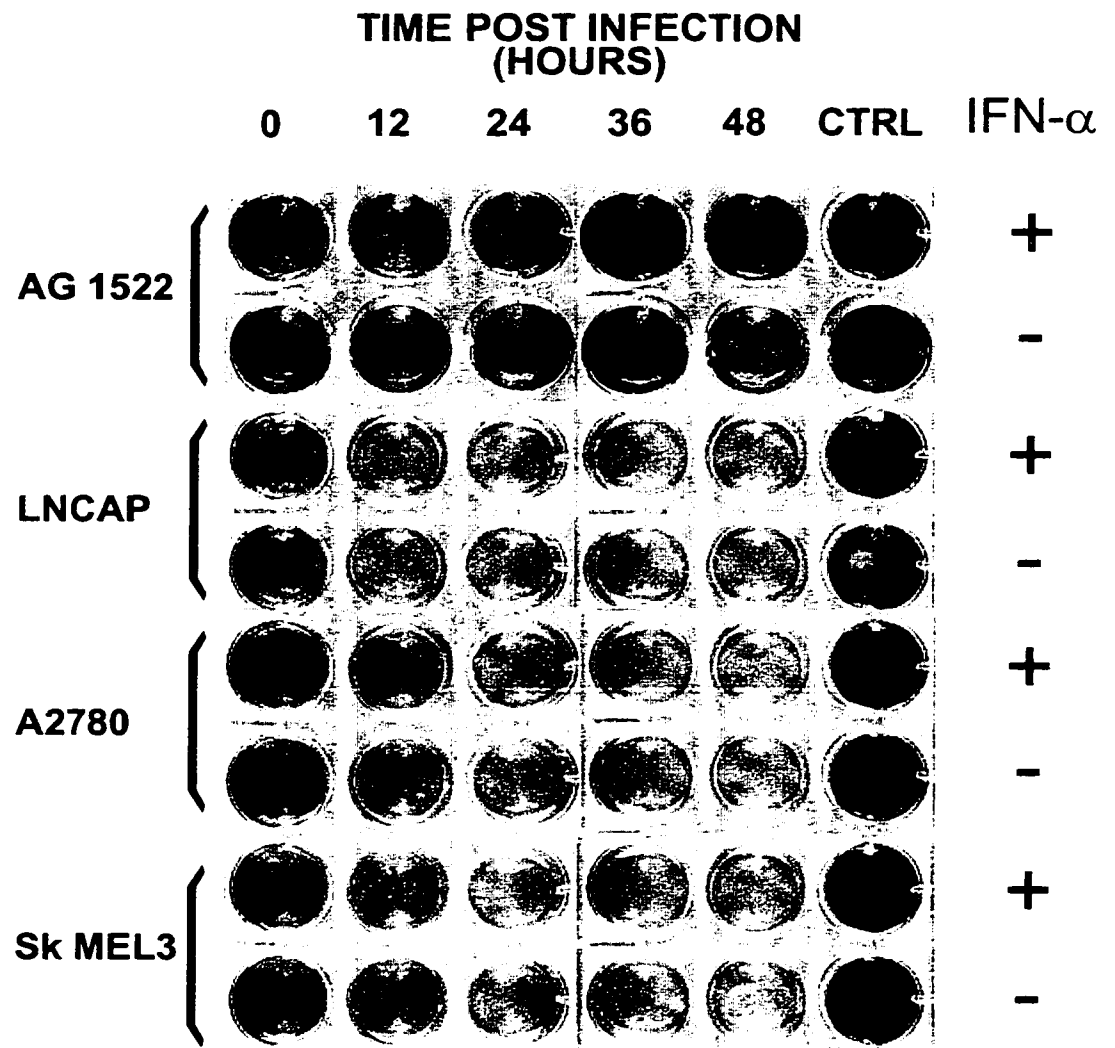 TIME POST INFECTION
(HOURS)
0 12 24 36 48 CTRL IFN-α
+
AG 1522
-
+
LNCAP
-
+
A2780
-
+
Sk MEL3
-